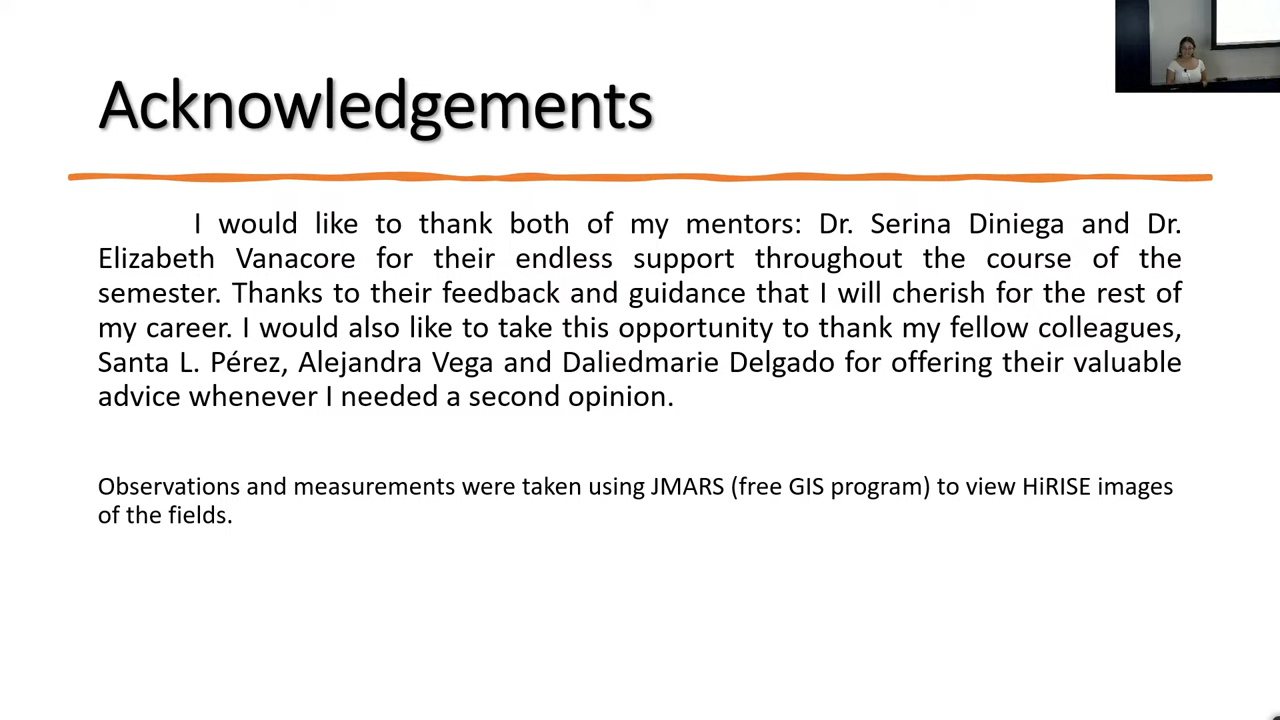 Acknowledgements
I would like to thank both of my mentors: Dr. Serina Diniega and Dr.
Elizabeth Vanacore for their endless support throughout the course of the
semester. Thanks to their feedback and guidance that I will cherish for the rest of
my career. I would also like to take this opportunity to thank my fellow colleagues,
Santa L. Pérez, Alejandra Vega and Daliedmarie Delgado for offering their valuable
advice whenever I needed a second opinion.
Observations and measurements were taken using JMARS (free GIS program) to view HiRISE images
of the fields.